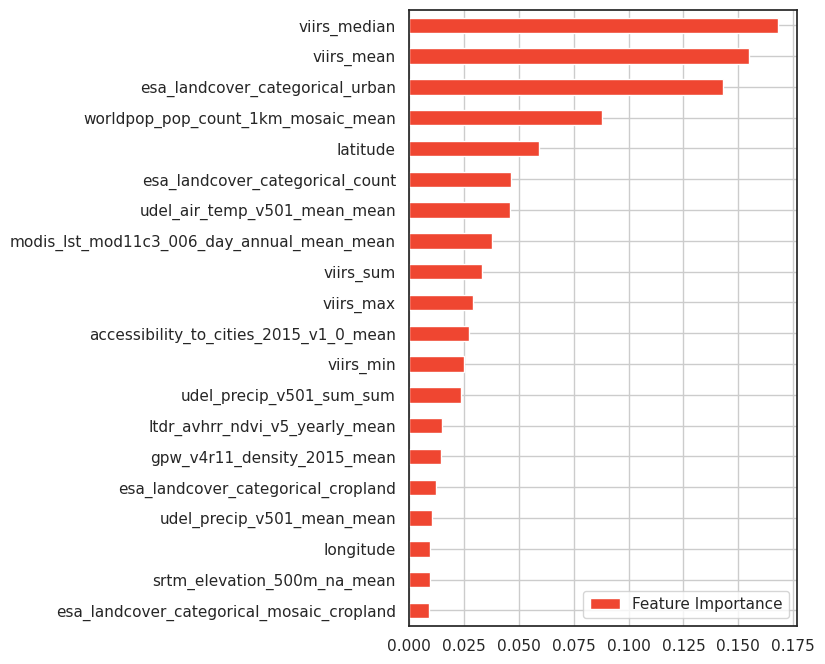 viirs_median
viirs_mean
esa_landcover_categorical_urban
worldpop_pop_count_1km_mosaic_mean
latitude
esa_landcover_categorical_count
udel_air_temp_v501_mean_mean
modis_lst_mod11c3_006_day_annual_mean_mean
viirs_sum
viirs_max
accessibility_to_cities_2015_v1_0_mean
viirs_min
udel_precip_v501_sum_sum
ltdr_avhrr_ndvi_v5_yearly_mean
gpw_v4r11_density_2015_mean
esa_landcover_categorical_cropland
udel_precip_v501_mean_mean
longitude
srtm_elevation_500m_na_mean
esa_landcover_categorical_mosaic_cropland
Feature Importance
0.000 0.025 0.050 0.075 0.100 0.125 0.150 0.175